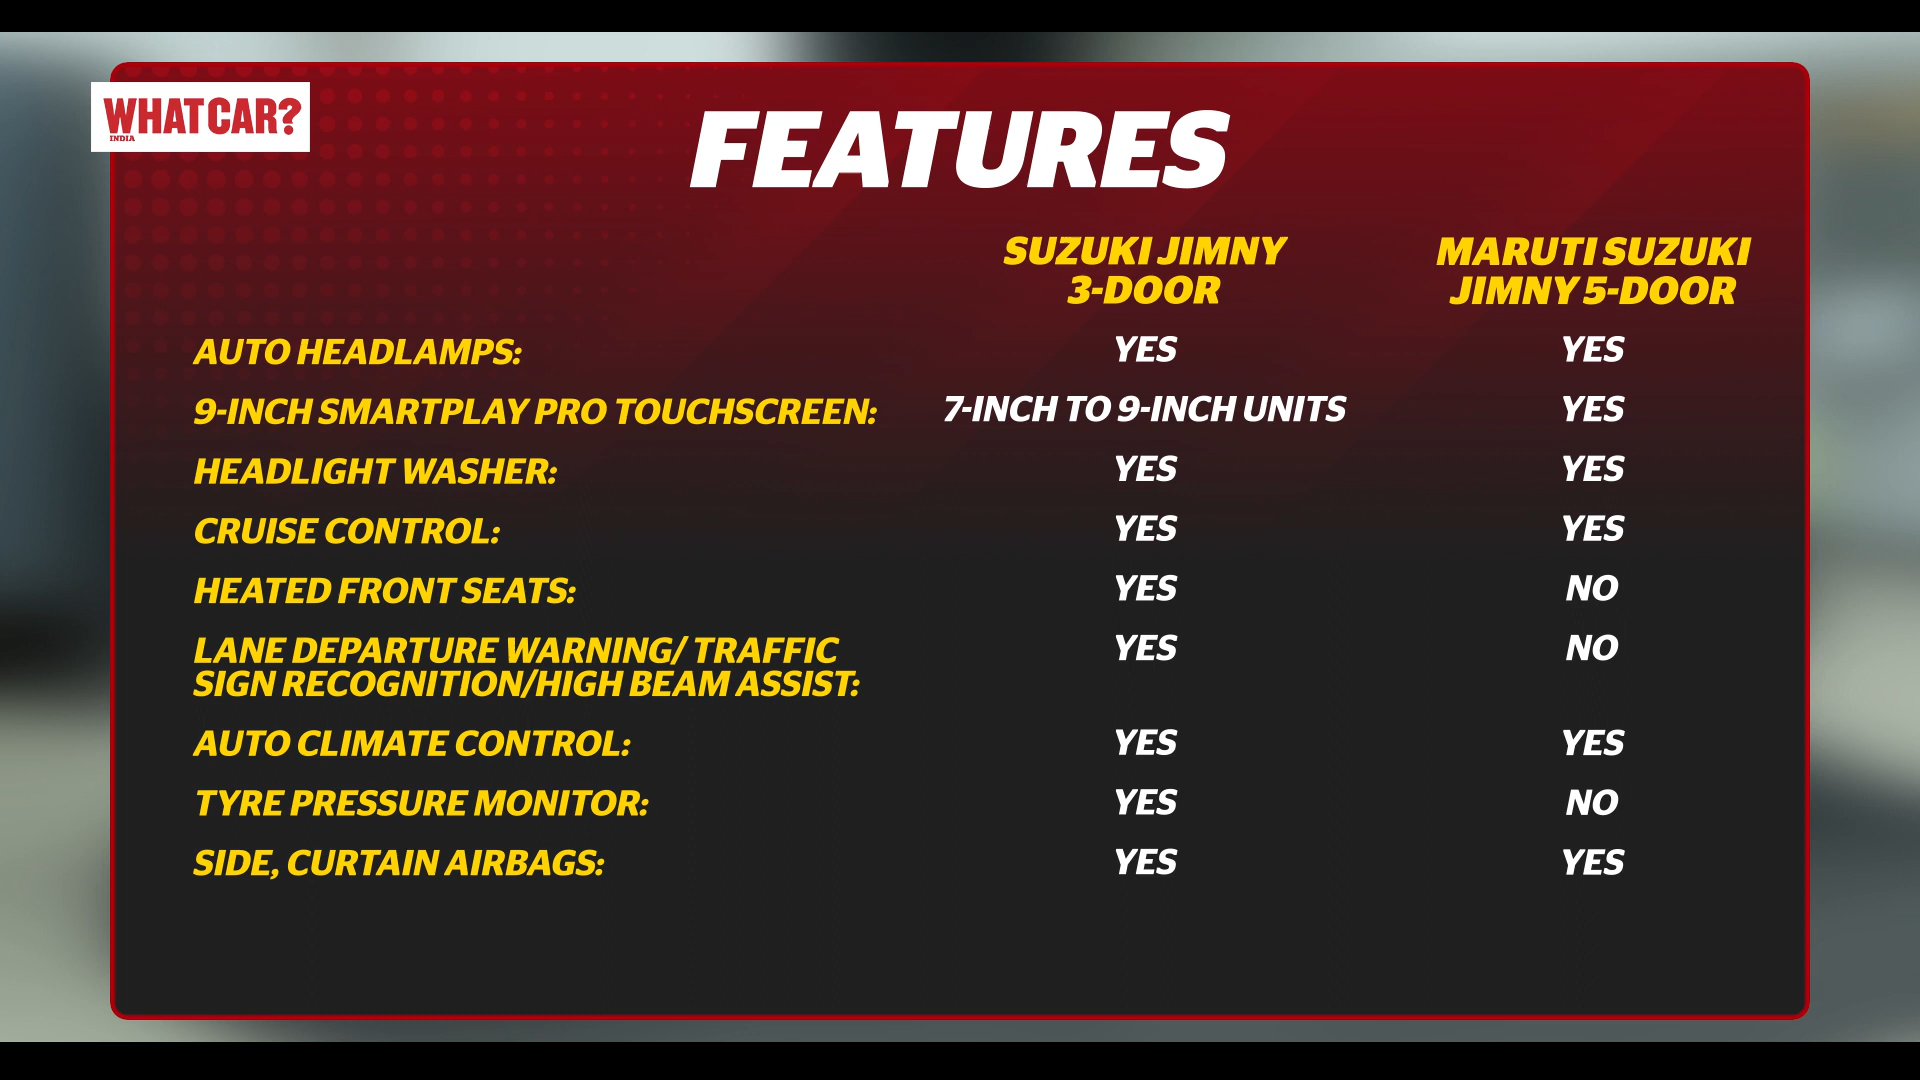 WHAT CAR?
INDIA
FEATURES
SUZUKI JIMNY MARUTI SUZUKI
3-DOOR JIMNY 5-DOOR
AUTO HEADLAMPS: YES YES
9-INCH SMARTPLAY PRO TOUCHSCREEN: 7-INCH TO 9-INCH UNITS YES
HEADLIGHT WASHER: YES YES
CRUISE CONTROL: YES YES
HEATED FRONT SEATS: YES NO
LANE DEPARTURE WARNING/ TRAFFIC YES NO
SIGN RECOGNITION/HIGH BEAM ASSIST:
AUTO CLIMATE CONTROL: YES YES
TYRE PRESSURE MONITOR: YES NO
SIDE, CURTAIN AIRBAGS: YES YES